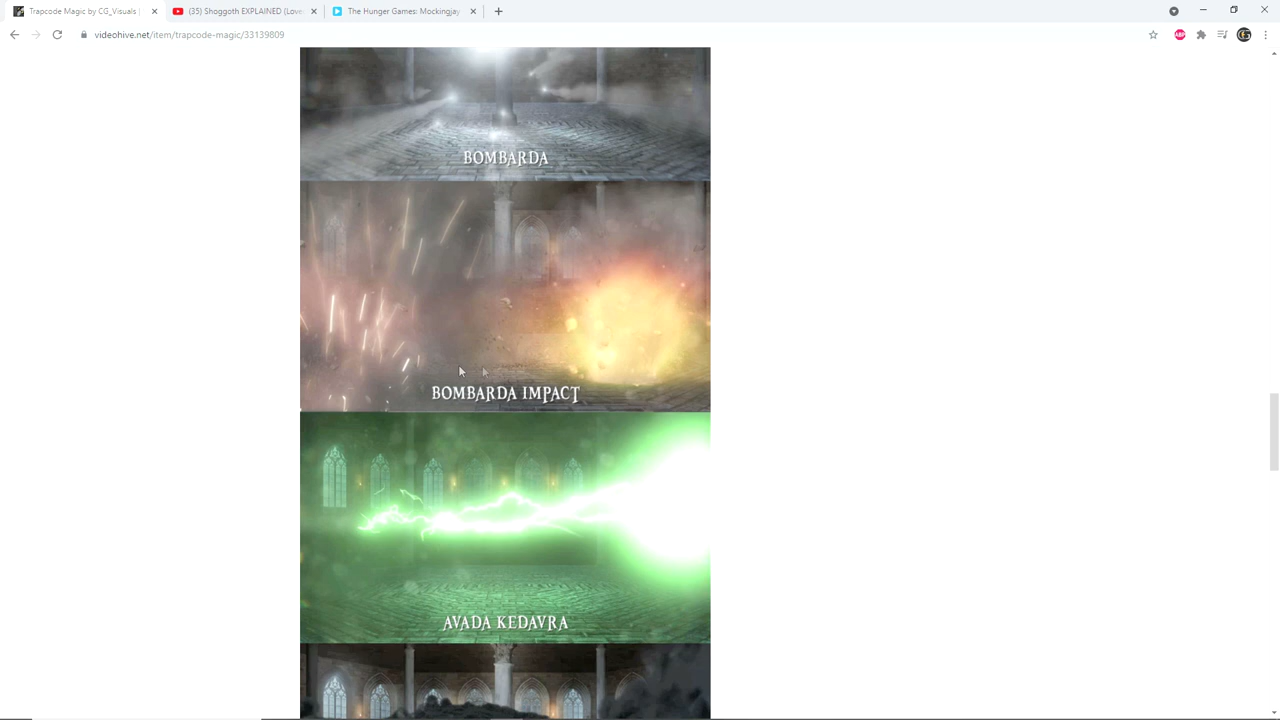 Trapcode Magic by CG_Visuals |
(35) Shoggoth EXPLAINED (Love
The Hunger Games: Mockingjay
videohive.net/item/trapcode-magic/33139809
ABP
BOMBARDA
BOMBARDA IMPACT
AVADA KEDAVRA